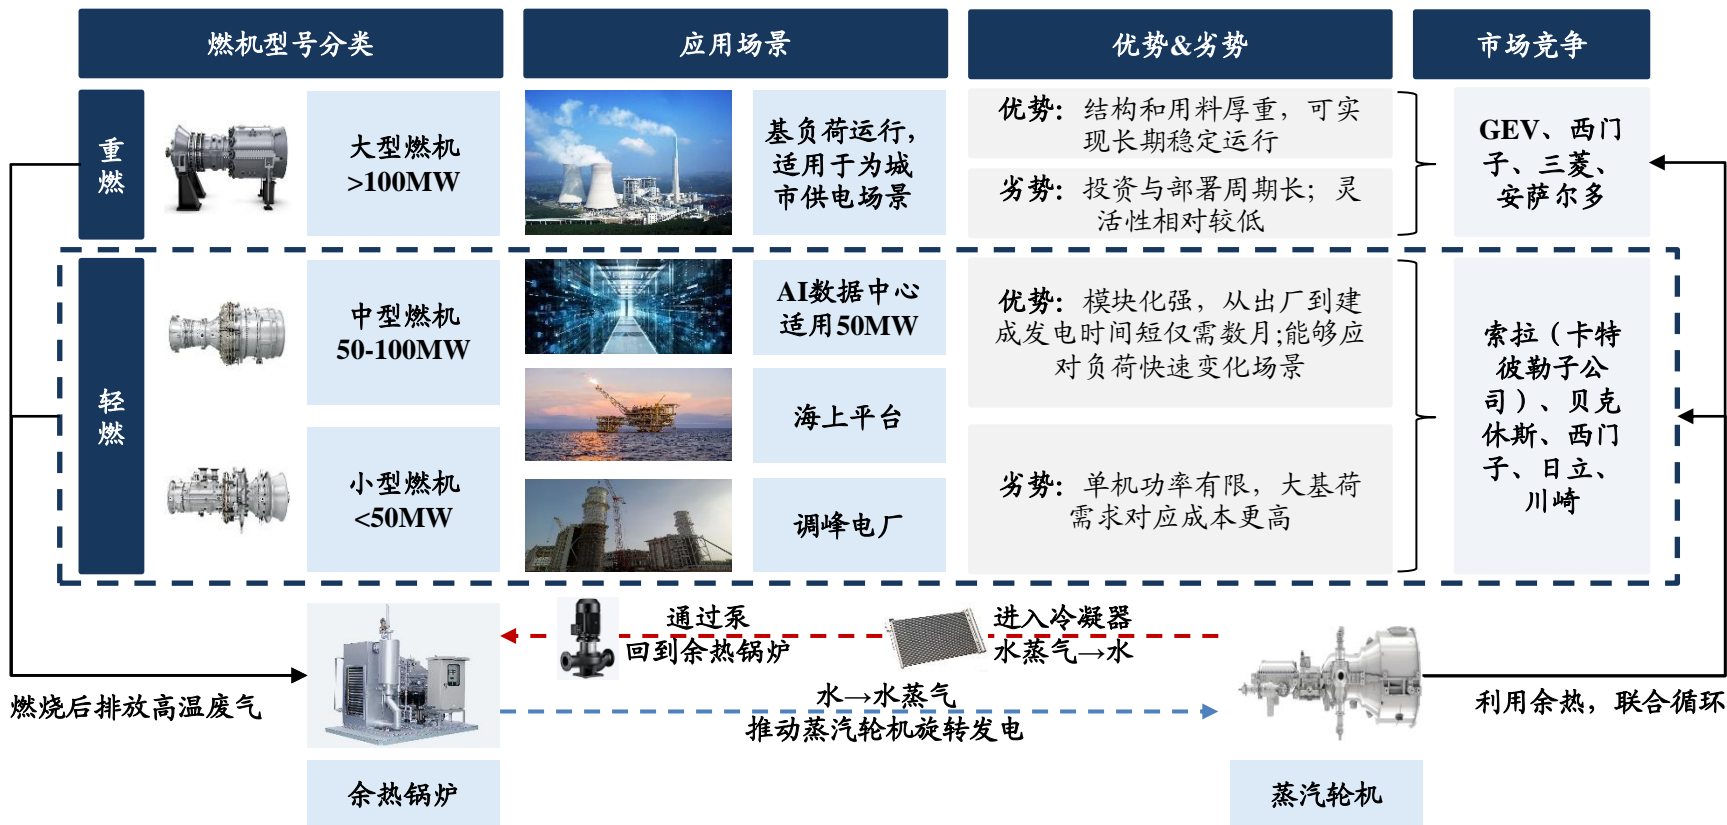 燃机型号分类
应用场景
优势&劣势
市场竞争
重
燃
大型燃机
>100MW
基负荷运行，
适用于为城
市供电场景
优势：结构和用料厚重，可实
现长期稳定运行
劣势：投资与部署周期长；灵
活性相对较低
GEV、西门
子、三菱、
安萨尔多
轻
燃
中型燃机
50-100MW
小型燃机
<50MW
AI数据中心
适用50MW
海上平台
调峰电厂
优势：模块化强，从出厂到建
成发电时间短仅需数月;能够应
对负荷快速变化场景
劣势：单机功率有限，大基荷
需求对应成本更高
索拉（卡特
彼勒子公
司）、贝克
休斯、西门
子、日立、
川崎
通过泵
回到余热锅炉
进入冷凝器
水蒸气→水
燃烧后排放高温废气
水→水蒸气
推动蒸汽轮机旋转发电
利用余热，联合循环
余热锅炉
蒸汽轮机